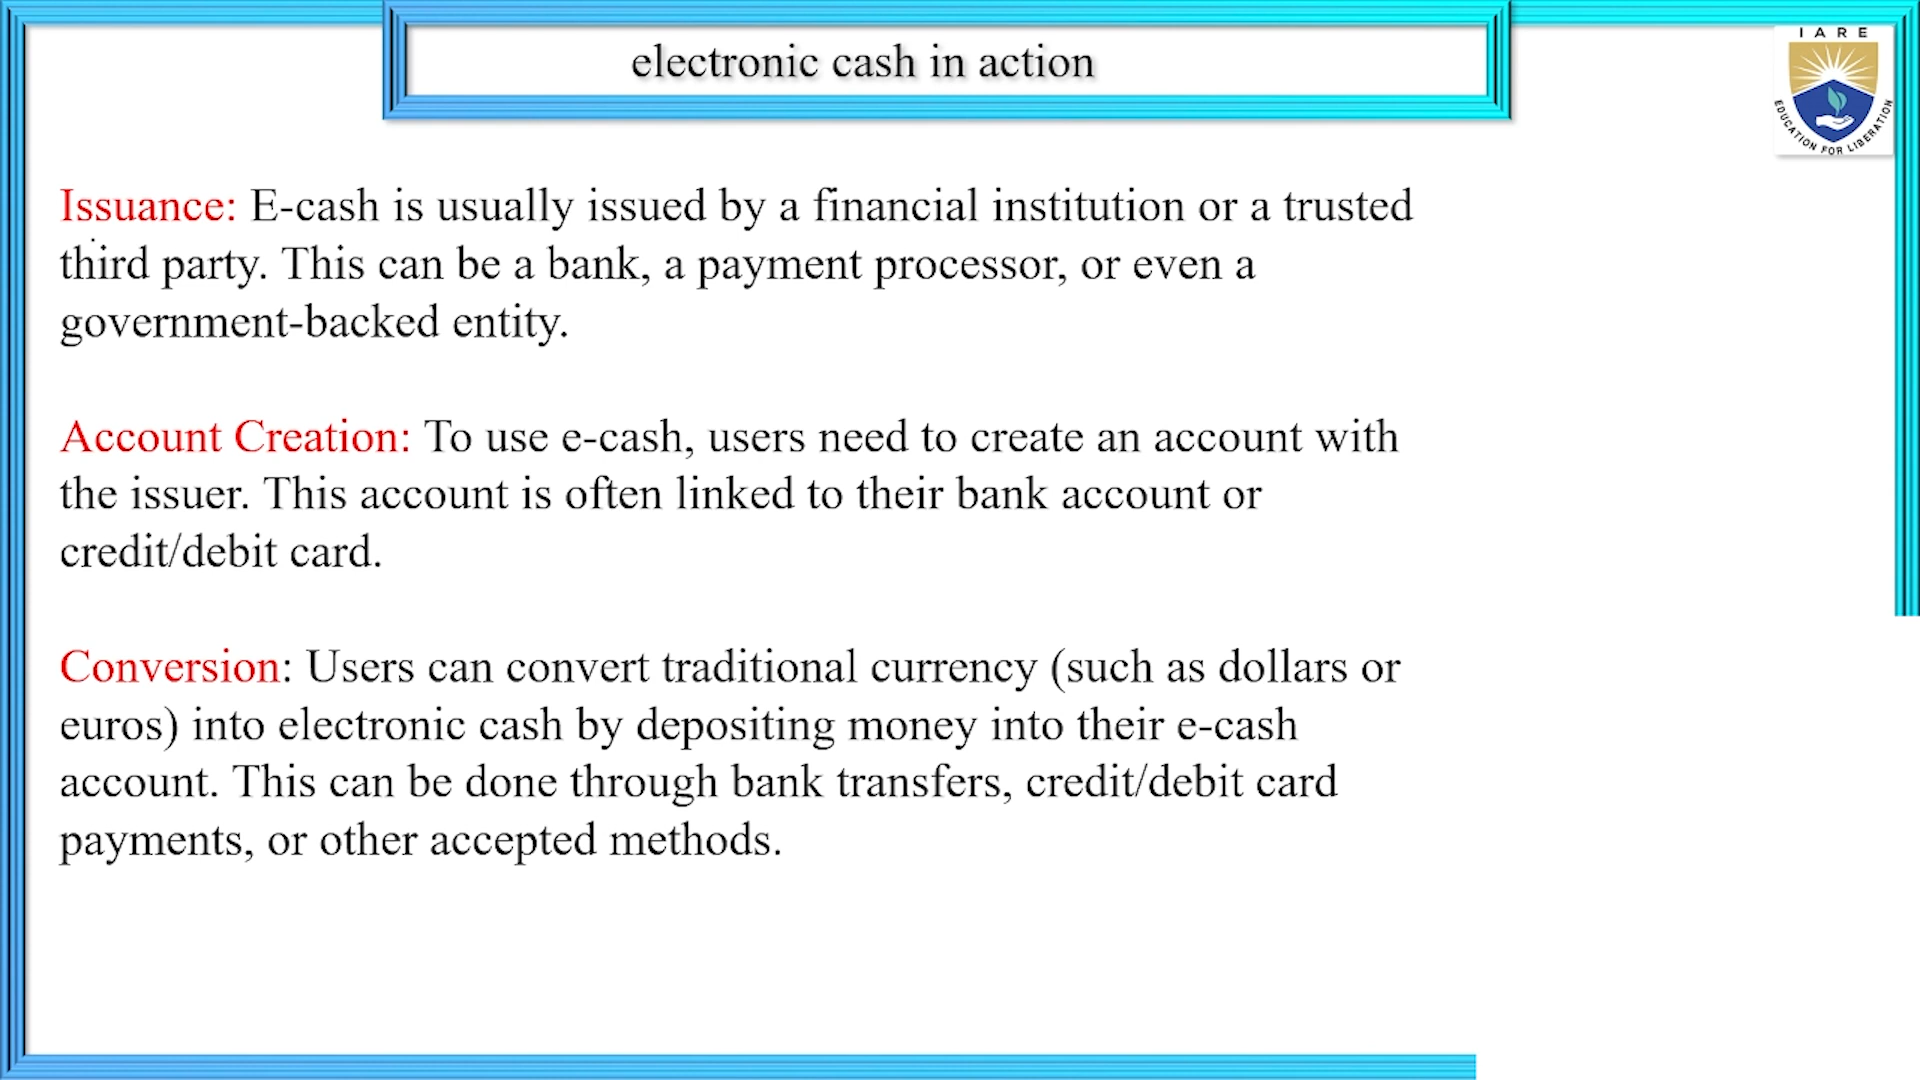 electronic cash in action
I A R E
EDUCATION FOR LIBERATION
Issuance: E-cash is usually issued by a financial institution or a trusted
third party. This can be a bank, a payment processor, or even a
government-backed entity.
Account Creation: To use e-cash, users need to create an account with
the issuer. This account is often linked to their bank account or
credit/debit card.
Conversion: Users can convert traditional currency (such as dollars or
euros) into electronic cash by depositing money into their e-cash
account. This can be done through bank transfers, credit/debit card
payments, or other accepted methods.